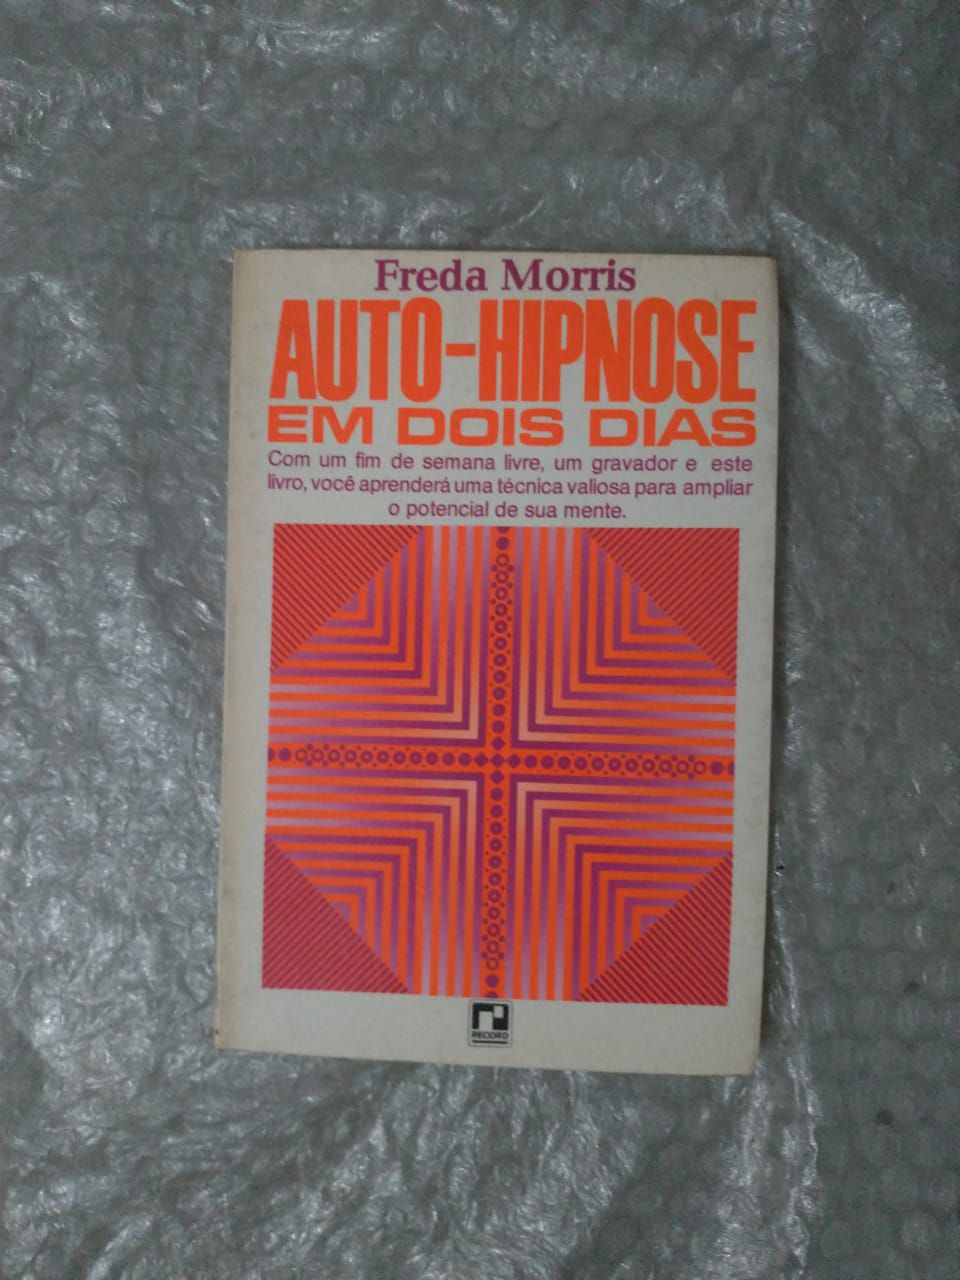 Freda Morris
AUTO-HIPNOSE
EM DOIS DIAS
Com um fim de semana livre, um gravador e este
livro, você aprenderá uma técnica valiosa para ampliar
o potencial de sua mente.
RECORD